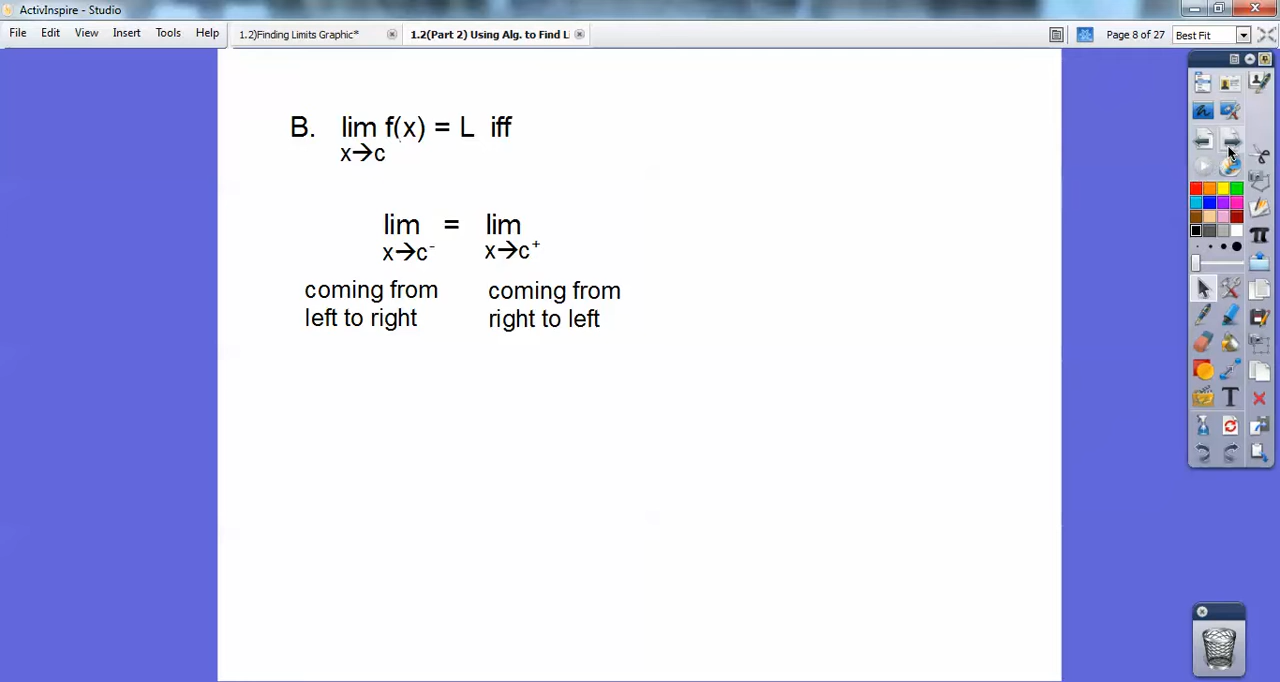 ActivInspire - Studio
File Edit View Insert Tools Help
1.2)Finding Limits Graphic*
1.2(Part 2) Using Alg. to Find Li
Page 8 of 27
Best Fit
B. lim f(x) = L iff
x→c
lim = lim
x→c⁻ x→c⁺
coming from
left to right
coming from
right to left